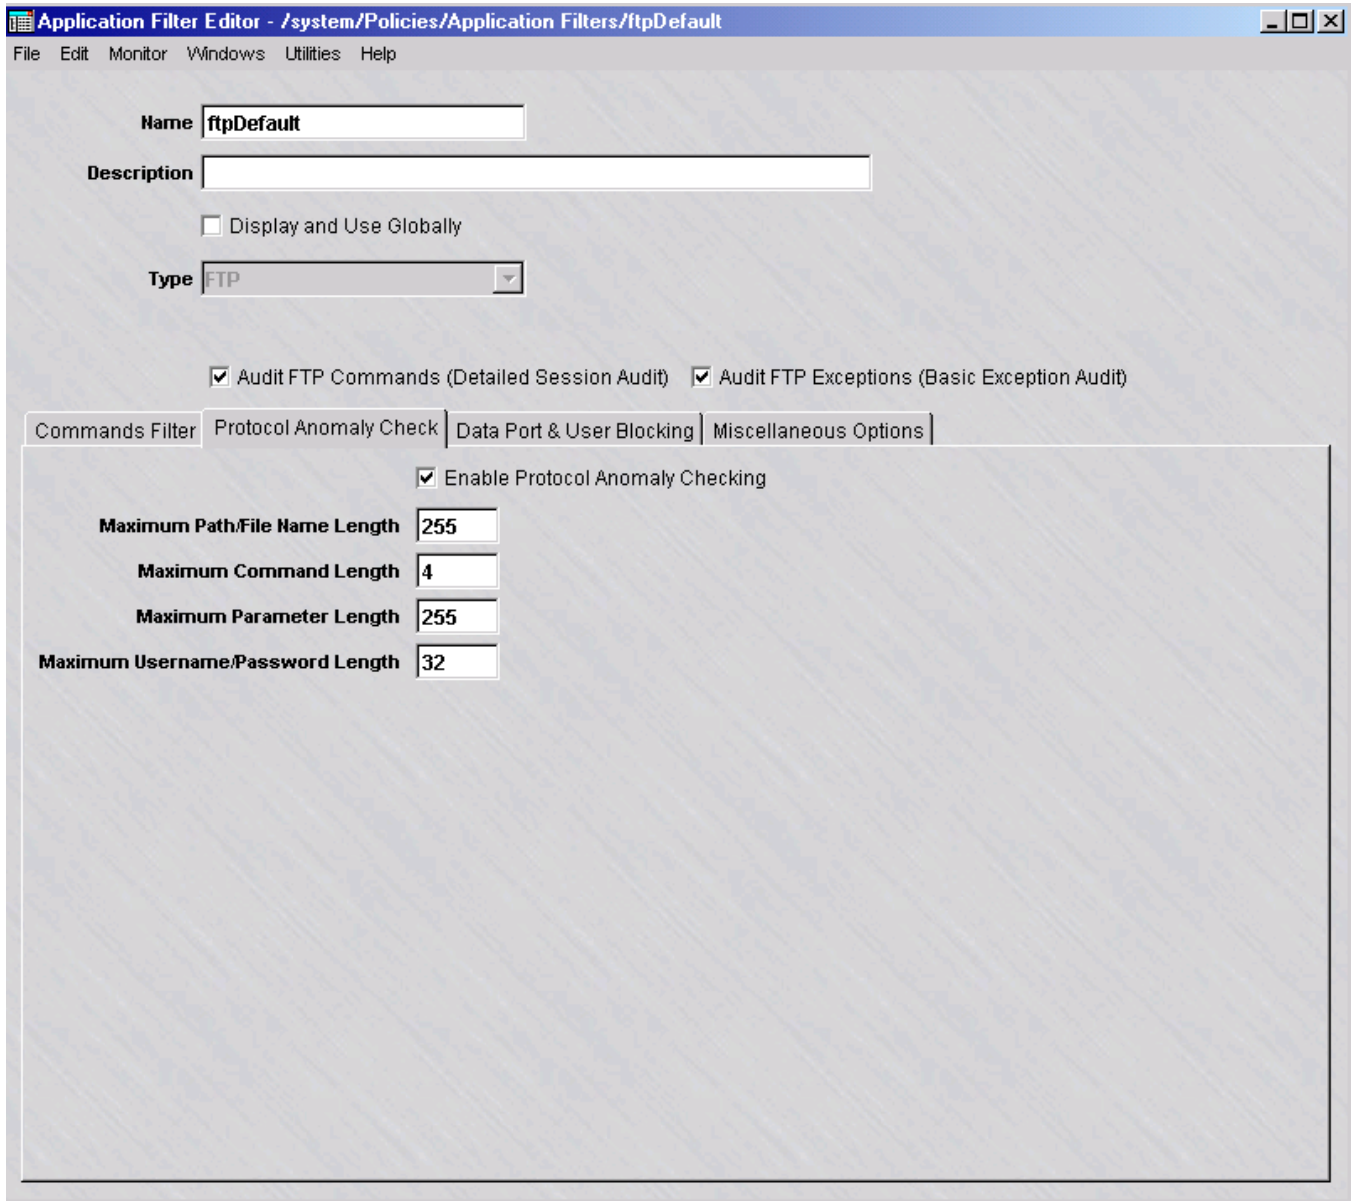 Application Filter Editor - /system/Policies/Application Filters/ftpDefault
File Edit Monitor Windows Utilities Help
Name ftpDefault
Description
Display and Use Globally
Type FTP
Audit FTP Commands (Detailed Session Audit) Audit FTP Exceptions (Basic Exception Audit)
Commands Filter Protocol Anomaly Check Data Port & User Blocking Miscellaneous Options
Enable Protocol Anomaly Checking
Maximum Path/File Name Length 255
Maximum Command Length 4
Maximum Parameter Length 255
Maximum Username/Password Length 32